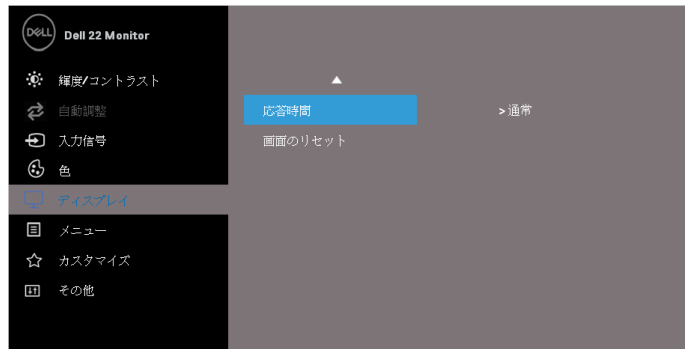 DELL Dell 22 Monitor
輝度/コントラスト
自動調整
応答時間 >通常
入力信号
画面のリセット
色
ディスプレイ
メニュー
カスタマイズ
その他